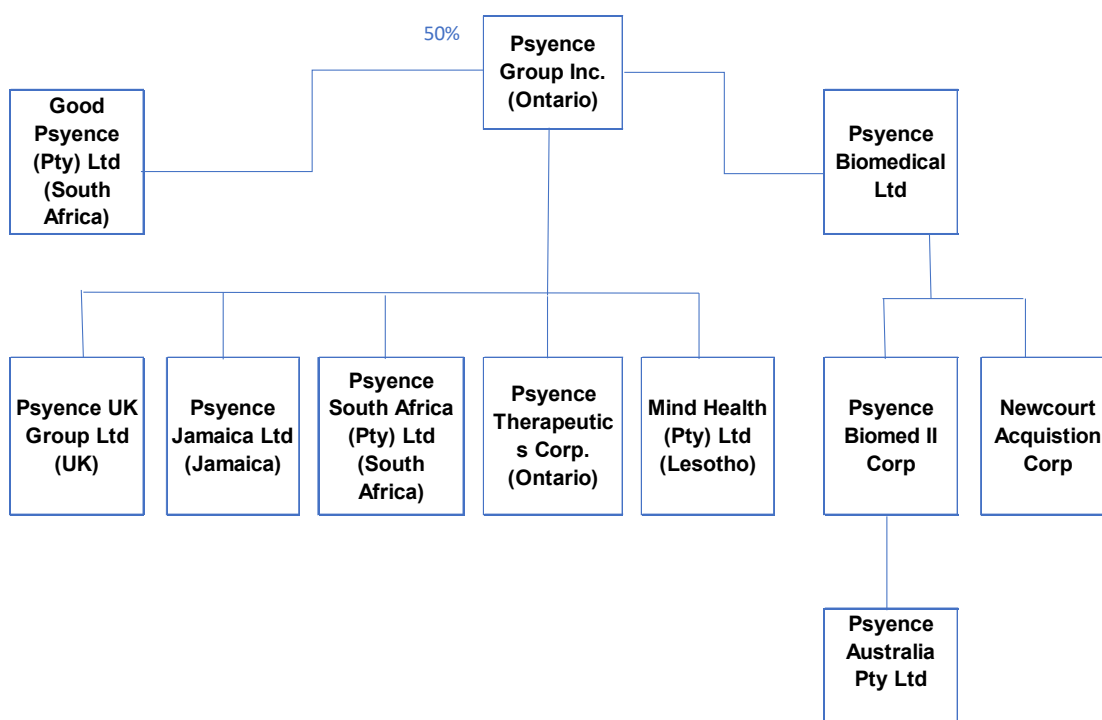 50%
Psyence
Group Inc.
(Ontario)
Good
Psyence
(Pty) Ltd
(South
Africa)
Psyence
Biomedical
Ltd
Psyence UK
Group Ltd
(UK)
Psyence
Jamaica Ltd
(Jamaica)
Psyence
South Africa
(Pty) Ltd
(South
Africa)
Psyence
Therapeutic
s Corp.
(Ontario)
Mind Health
(Pty) Ltd
(Lesotho)
Psyence
Biomed II
Corp
Newcourt
Acquistion
Corp
Psyence
Australia
Pty Ltd